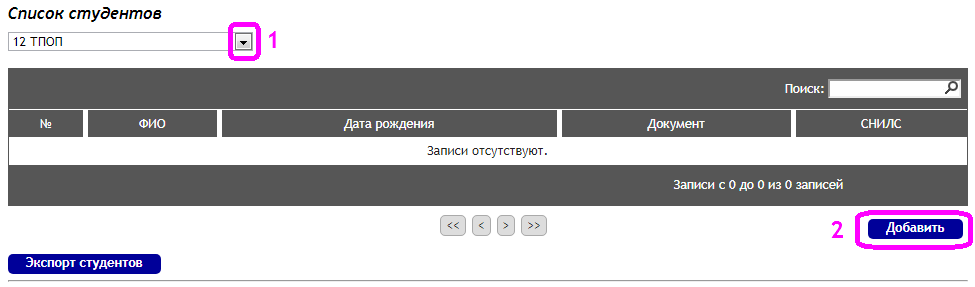 Список студентов
12 ТПОП
1
Поиск:
№ ФИО Дата рождения Документ СНИЛС
Записи отсутствуют.
Записи с 0 до 0 из 0 записей
<< < > >>
2 Добавить
Экспорт студентов